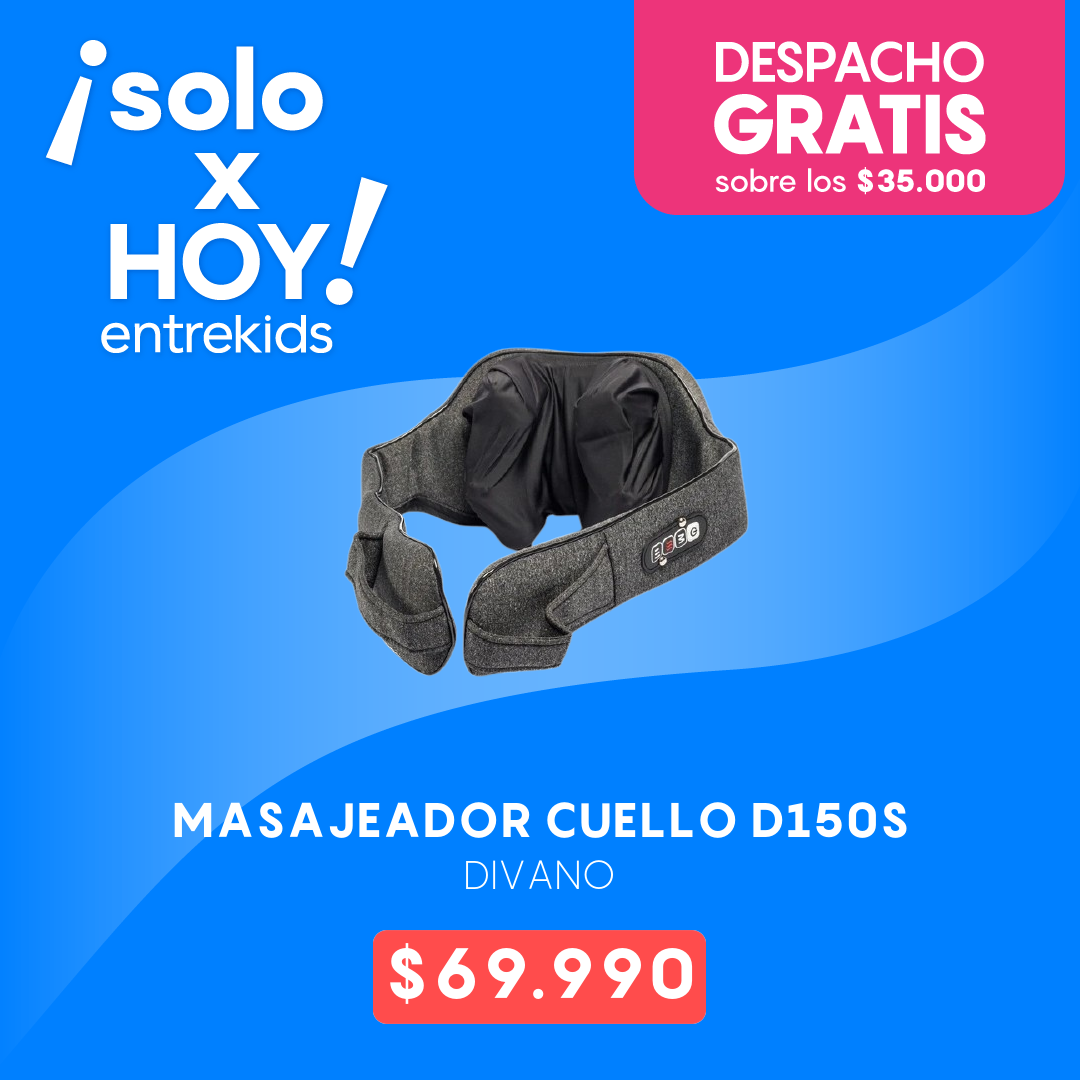 ¡solo
x
HOY!
entrekids
DESPACHO
GRATIS
sobre los $35.000
MASAJEADOR CUELLO D150S
DIVANO
$69.990